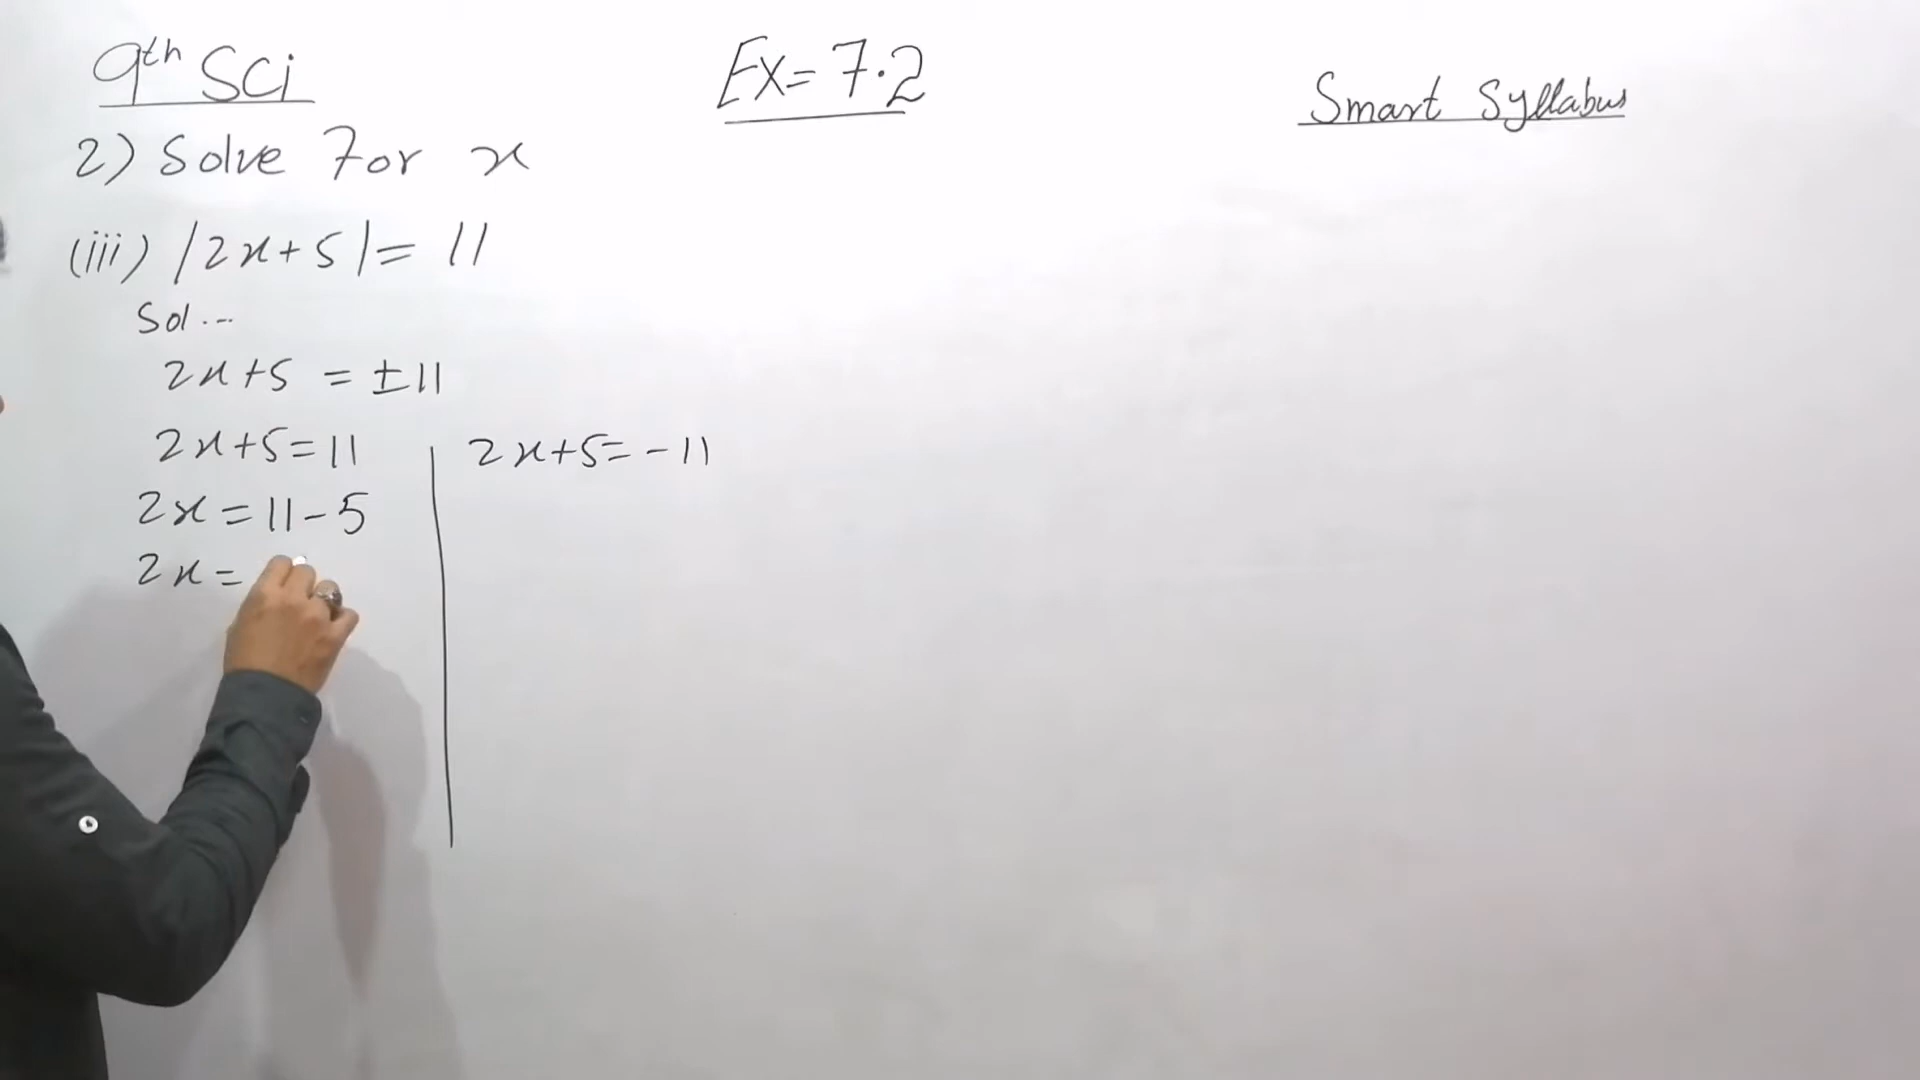 9th Sci
Ex = 7.2
Smart Syllabus
2) Solve For x
(iii) |2x+5| = 11
Sol...
2x+5 = ±11
2x+5=11
2x=11-5
2x=
2x+5=-11